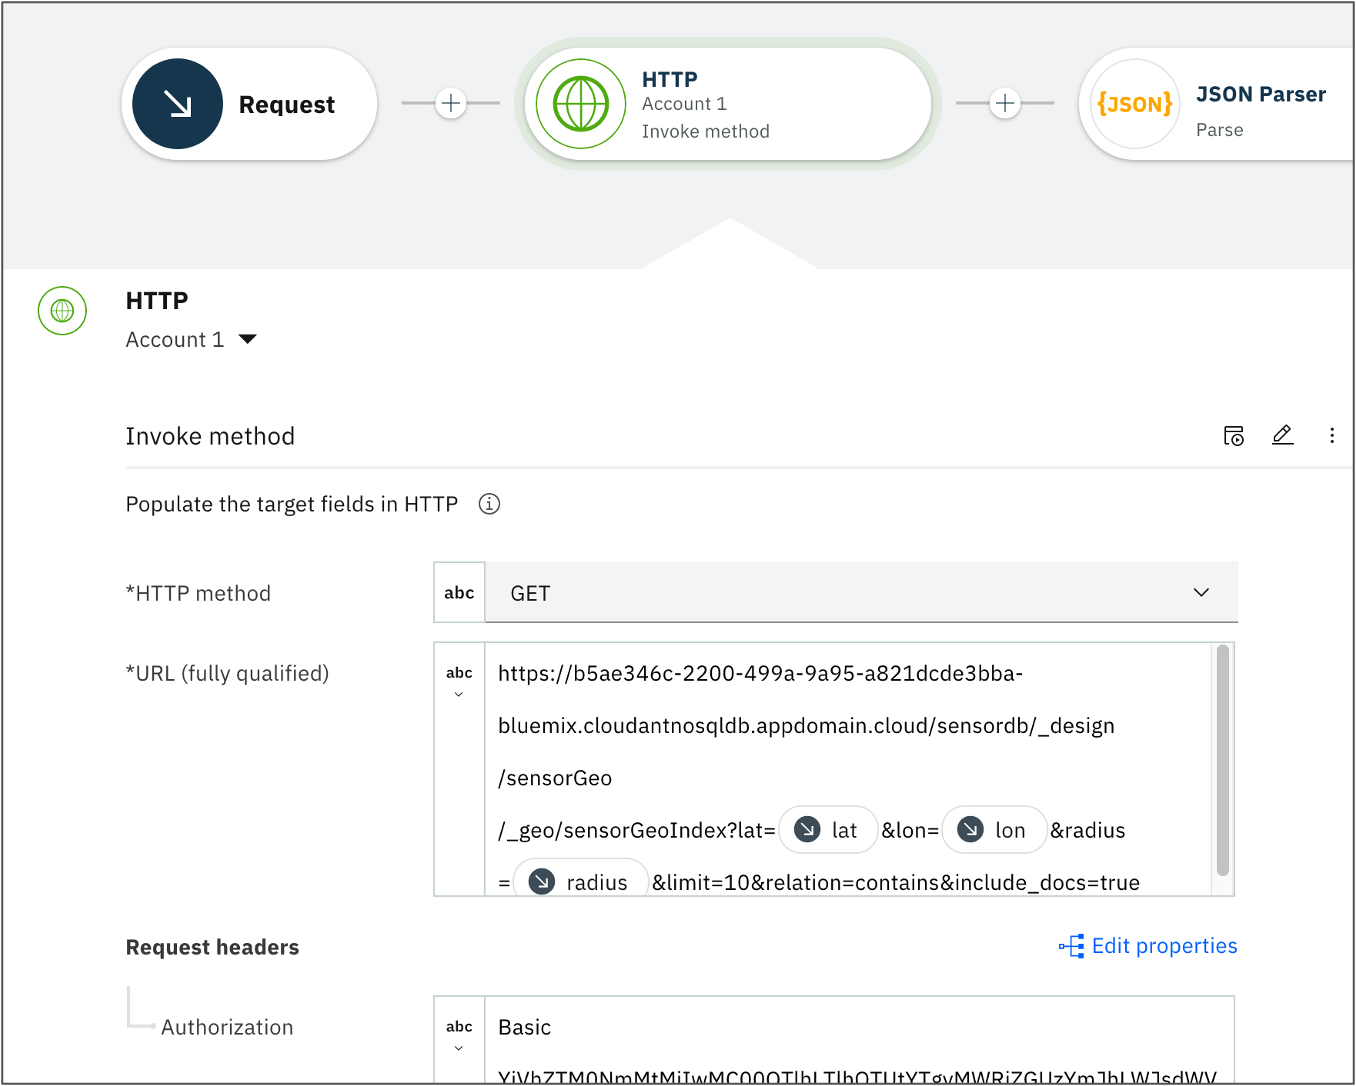 Request
HTTP
Account 1
Invoke method
{JSON}
JSON Parser
Parse
HTTP
Account 1
Invoke method
Populate the target fields in HTTP
*HTTP method
abc
GET
*URL (fully qualified)
abc
https://b5ae346c-2200-499a-9a95-a821dcde3bba-
bluemix.cloudantnosqldb.appdomain.cloud/sensordb/_design
/sensorGeo
/_geo/sensorGeoIndex?lat= lat &lon= lon &radius
= radius &limit=10&relation=contains&include_docs=true
Request headers
Edit properties
Authorization
abc
Basic